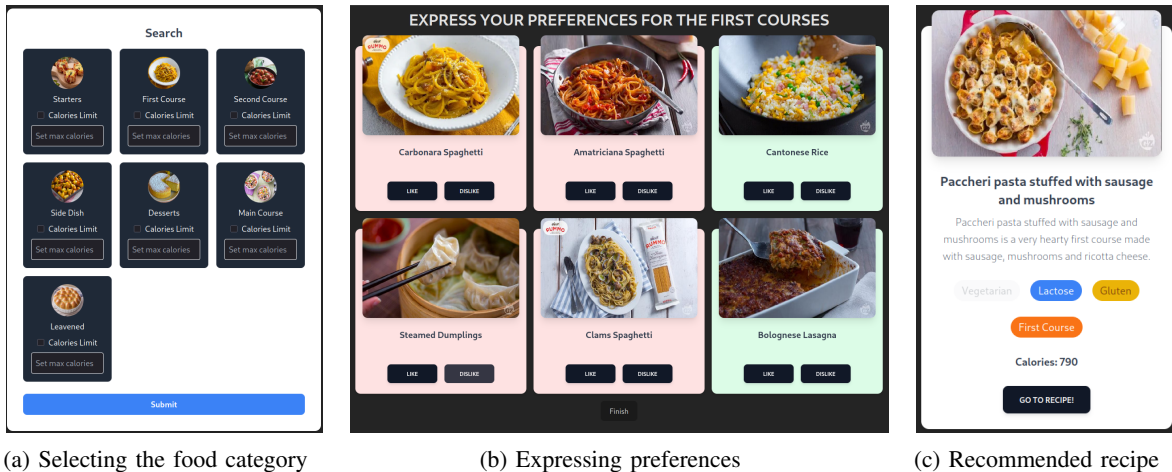 Search
Starters
Calories Limit
Set max calories
First Course
Calories Limit
Set max calories
Second Course
Calories Limit
Set max calories
Side Dish
Calories Limit
Set max calories
Desserts
Calories Limit
Set max calories
Main Course
Calories Limit
Set max calories
Leavened
Calories Limit
Set max calories
Submit
(a) Selecting the food category
EXPRESS YOUR PREFERENCES FOR THE FIRST COURSES
RUMMO
Carbonara Spaghetti
LIKE DISLIKE
Amatriciana Spaghetti
LIKE DISLIKE
Cantonese Rice
LIKE DISLIKE
Steamed Dumplings
LIKE DISLIKE
RUMMO
Clams Spaghetti
LIKE DISLIKE
Bolognese Lasagna
LIKE DISLIKE
Finish
(b) Expressing preferences
Paccheri pasta stuffed with sausage
and mushrooms
Paccheri pasta stuffed with sausage and
mushrooms is a very hearty first course made
with sausage, mushrooms and ricotta cheese.
Vegetarian Lactose Gluten
First Course
Calories: 790
GO TO RECIPE!
(c) Recommended recipe